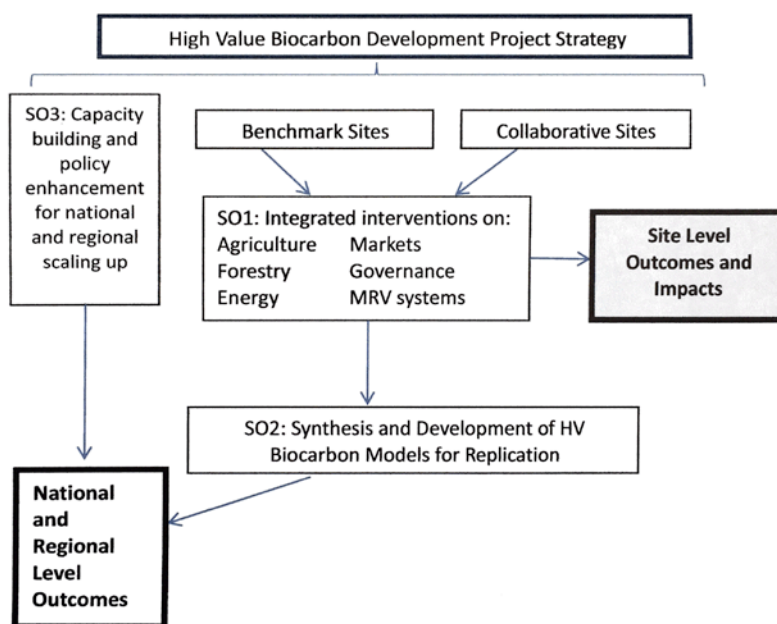 High Value Biocarbon Development Project Strategy
SO3: Capacity
building and
policy
enhancement
for national
and regional
scaling up
Benchmark Sites
Collaborative Sites
SO1: Integrated interventions on:
Agriculture Markets
Forestry Governance
Energy MRV systems
Site Level
Outcomes and
Impacts
SO2: Synthesis and Development of HV
Biocarbon Models for Replication
National
and
Regional
Level
Outcomes